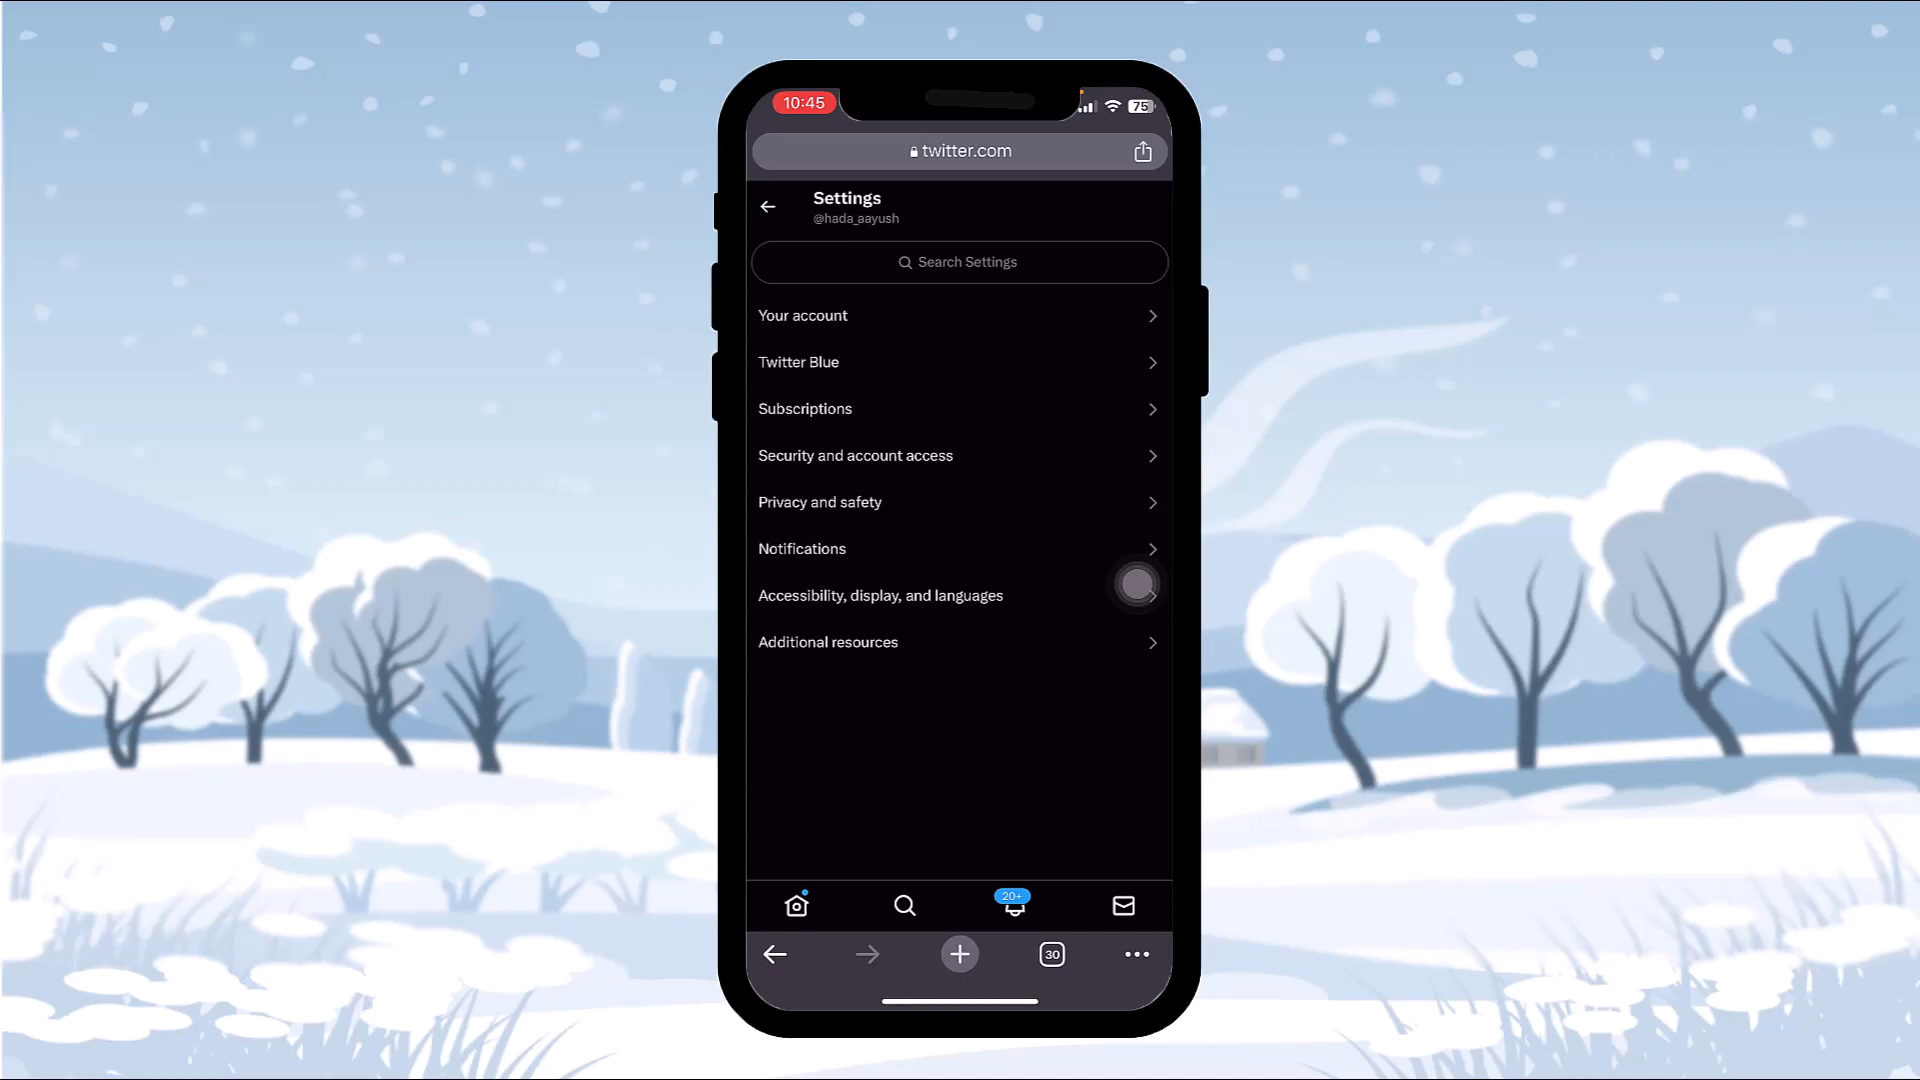 10:45
75
twitter.com
Settings
@hada_aayush
Search Settings
Your account
Twitter Blue
Subscriptions
Security and account access
Privacy and safety
Notifications
Accessibility, display, and languages
Additional resources
20+
30